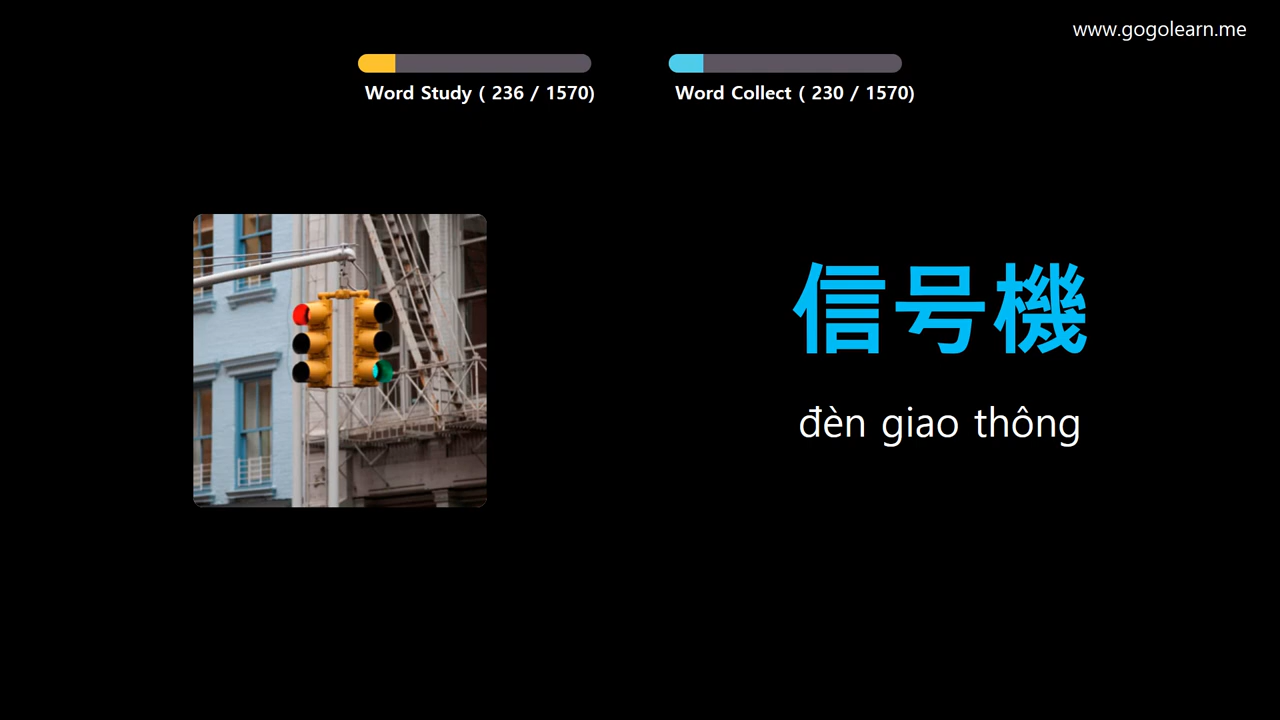 www.gogolearn.me
Word Study ( 236 / 1570)
Word Collect ( 230 / 1570)
信号機
đèn giao thông